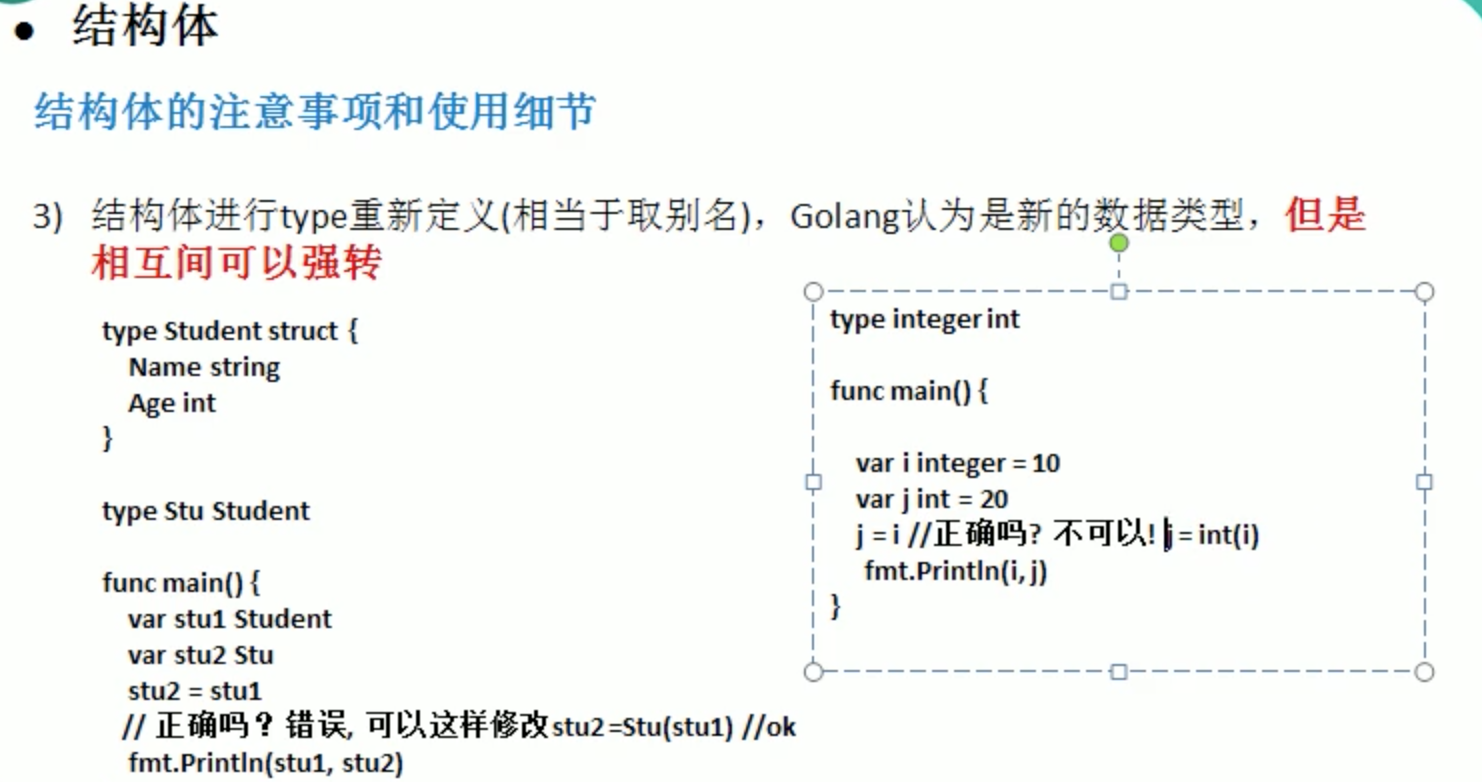 • 结构体
结构体的注意事项和使用细节
3) 结构体进行type重新定义(相当于取别名)，Golang认为是新的数据类型，但是
相互间可以强转
type Student struct {
Name string
Age int
}
type Stu Student
func main() {
var stu1 Student
var stu2 Stu
stu2 = stu1
// 正确吗？错误, 可以这样修改stu2=Stu(stu1) //ok
fmt.Println(stu1, stu2)
type integer int
func main() {
var i integer = 10
var j int = 20
j = i //正确吗? 不可以! j = int(i)
fmt.Println(i, j)
}